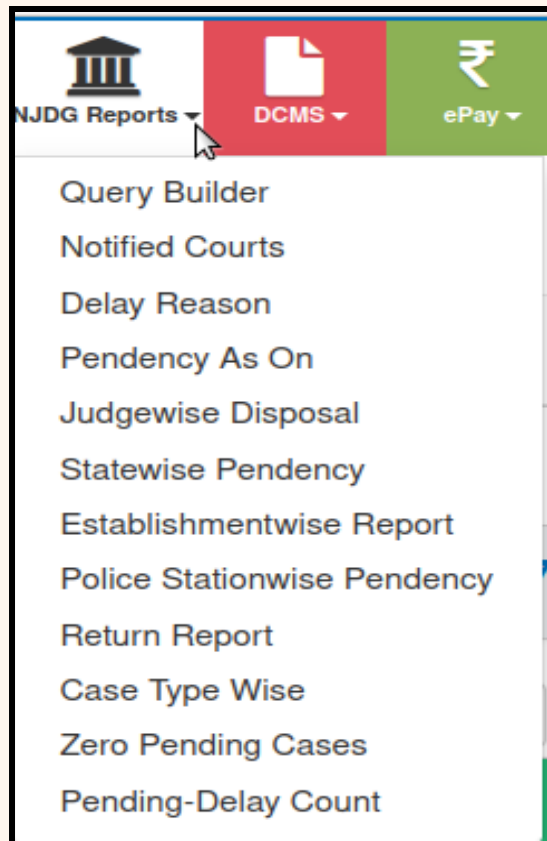 NJDG Reports
DCMS
ePay
Query Builder
Notified Courts
Delay Reason
Pendency As On
Judgewise Disposal
Statewise Pendency
Establishmentwise Report
Police Stationwise Pendency
Return Report
Case Type Wise
Zero Pending Cases
Pending-Delay Count